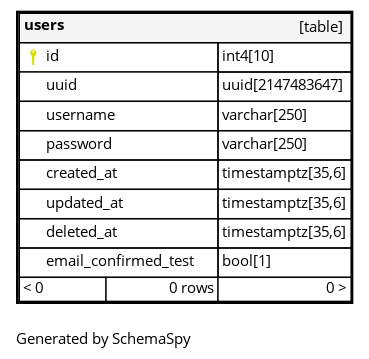 users [table]
id int4[10]
uuid uuid[2147483647]
username varchar[250]
password varchar[250]
created_at timestamptz[35,6]
updated_at timestamptz[35,6]
deleted_at timestamptz[35,6]
email_confirmed_test bool[1]
< 0 0 rows 0 >
Generated by SchemaSpy